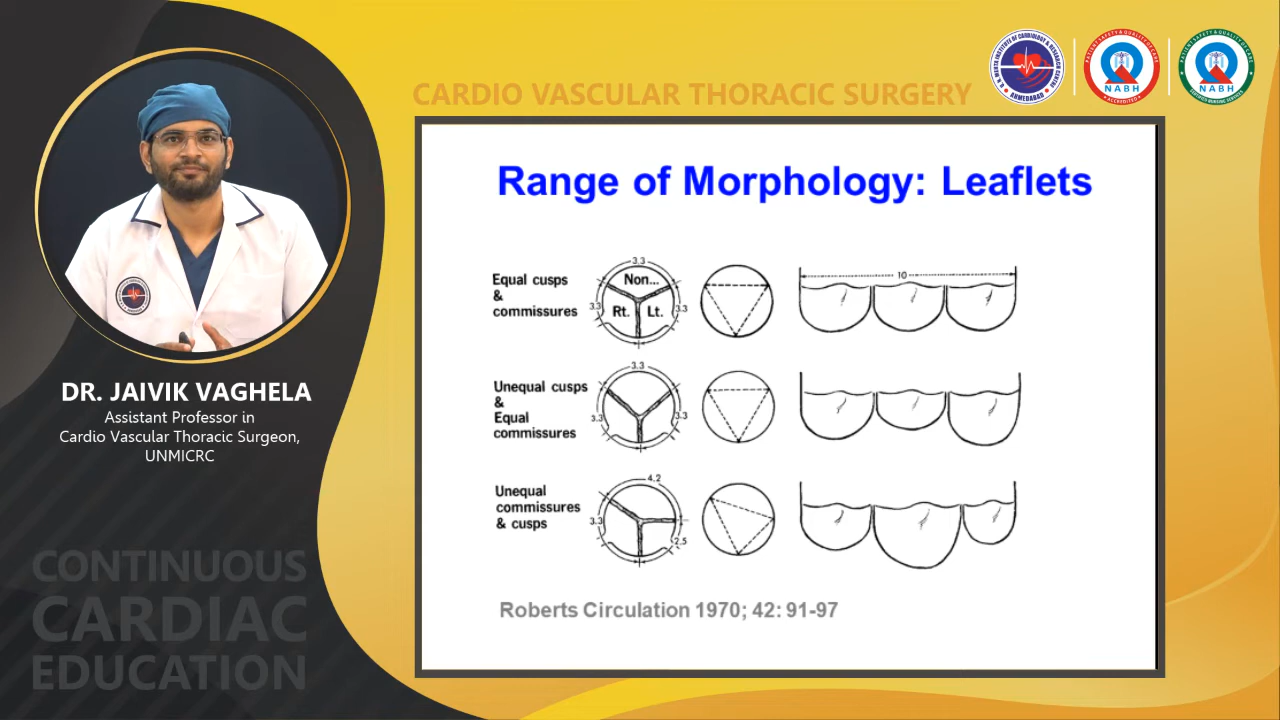 CARDIO VASCULAR THORACIC SURGERY
NABH
NABH
Range of Morphology: Leaflets
Equal cusps
&
commissures
3.3
Non...
3.3
Rt.
Lt.
3.3
10
Unequal cusps
&
Equal
commissures
3.3
3.3
3.3
Unequal
commissures
& cusps
4.2
3.3
2.5
Roberts Circulation 1970; 42: 91-97
DR. JAIVIK VAGHELA
Assistant Professor in
Cardio Vascular Thoracic Surgeon,
UNMICRC
CONTINUOUS
CARDIAC
EDUCATION